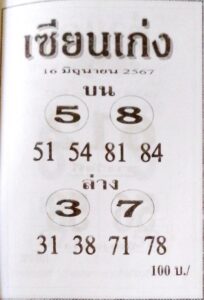 เซียนเก่ง
16 มิถุนายน 2567
บน
5 8
51 54 81 84
ล่าง
3 7
31 38 71 78
100 บ./